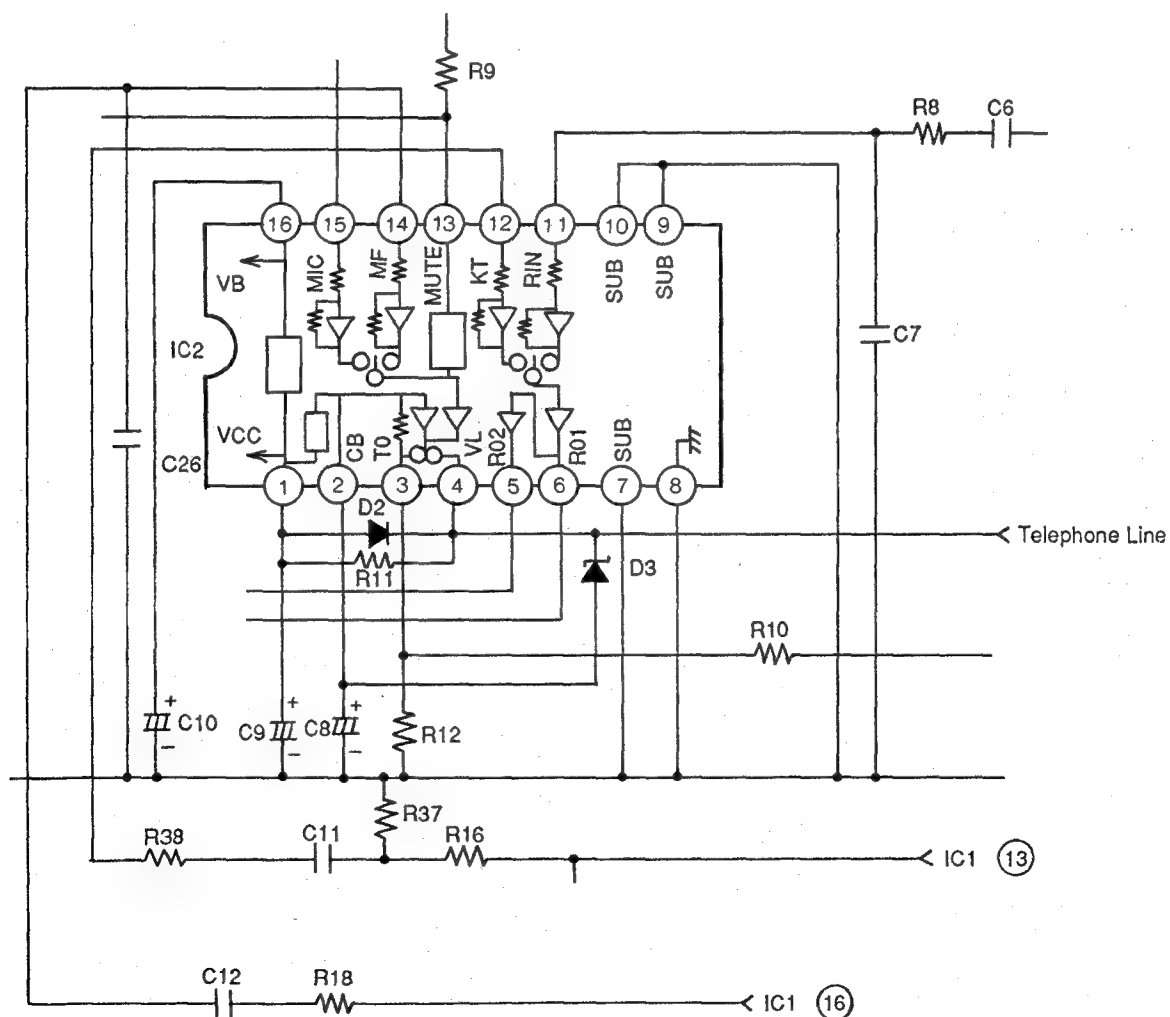 R9
R8
C6
16
15
14
13
12
11
10
9
VB
MIC
MF
MUTE
KT
RIN
SUB
SUB
C7
IC2
VCC
CB
T0
VL
R02
R01
SUB
C26
1
2
3
4
5
6
7
8
D2
Telephone Line
R11
D3
R10
+
C10
-
+
C9
-
+
C8
-
R12
R37
R38
C11
R16
IC1 13
C12
R18
IC1 16